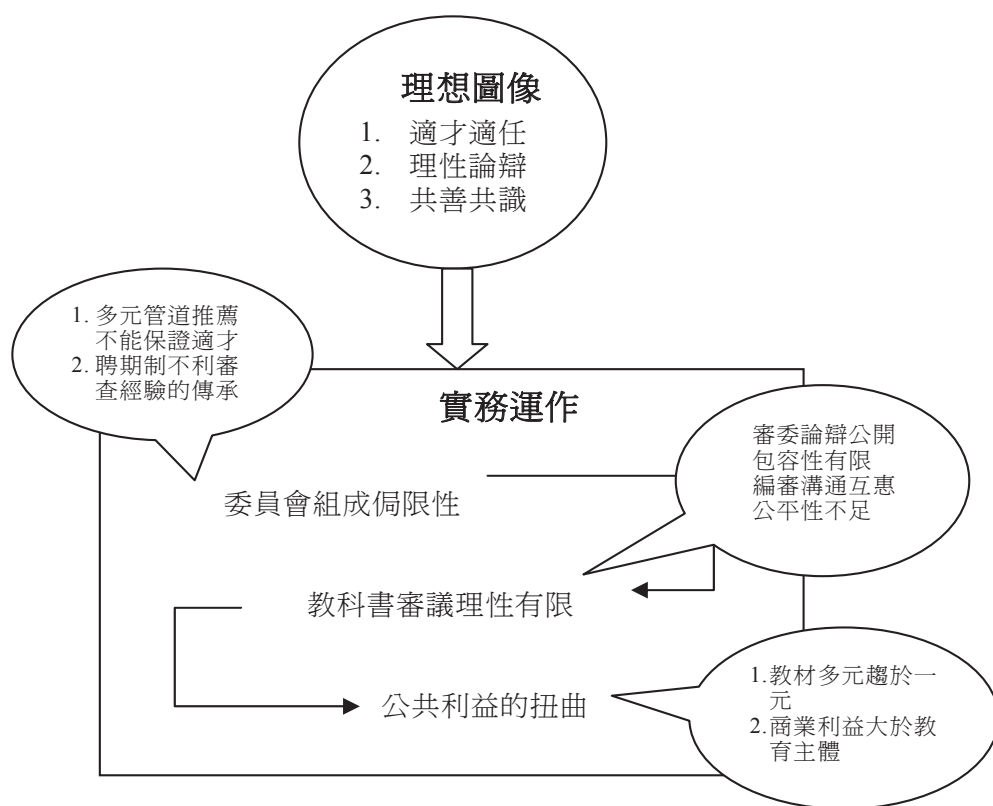 理想圖像
1. 適才適任
2. 理性論辯
3. 共善共識
1. 多元管道推薦
不能保證適才
2. 聘期制不利審
查經驗的傳承
實務運作
審委論辯公開
包容性有限
編審溝通互惠
公平性不足
委員會組成侷限性
教科書審議理性有限
公共利益的扭曲
1.教材多元趨於一
元
2.商業利益大於教
育主體